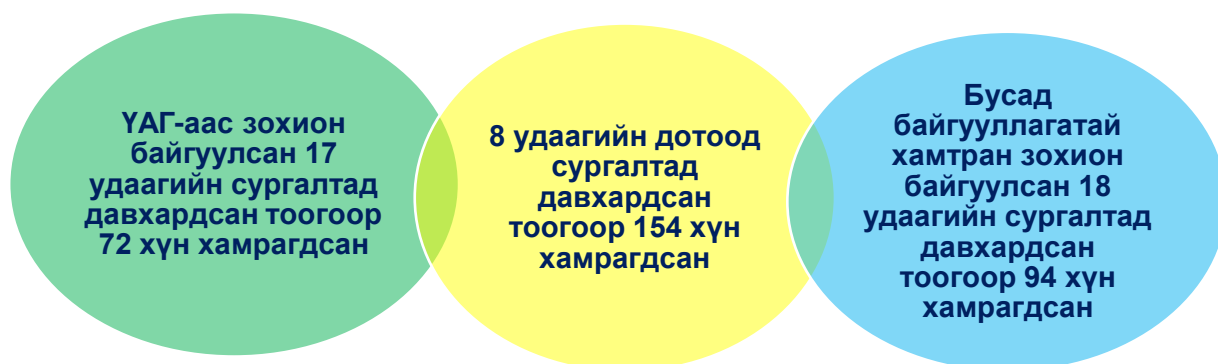 ҮАГ-аас зохион
байгуулсан 17
удаагийн сургалтад
давхардсан тоогоор
72 хүн хамрагдсан
8 удаагийн дотоод
сургалтад
давхардсан
тоогоор 154 хүн
хамрагдсан
Бусад
байгууллагатай
хамтран зохион
байгуулсан 18
удаагийн сургалтад
давхардсан
тоогоор 94 хүн
хамрагдсан